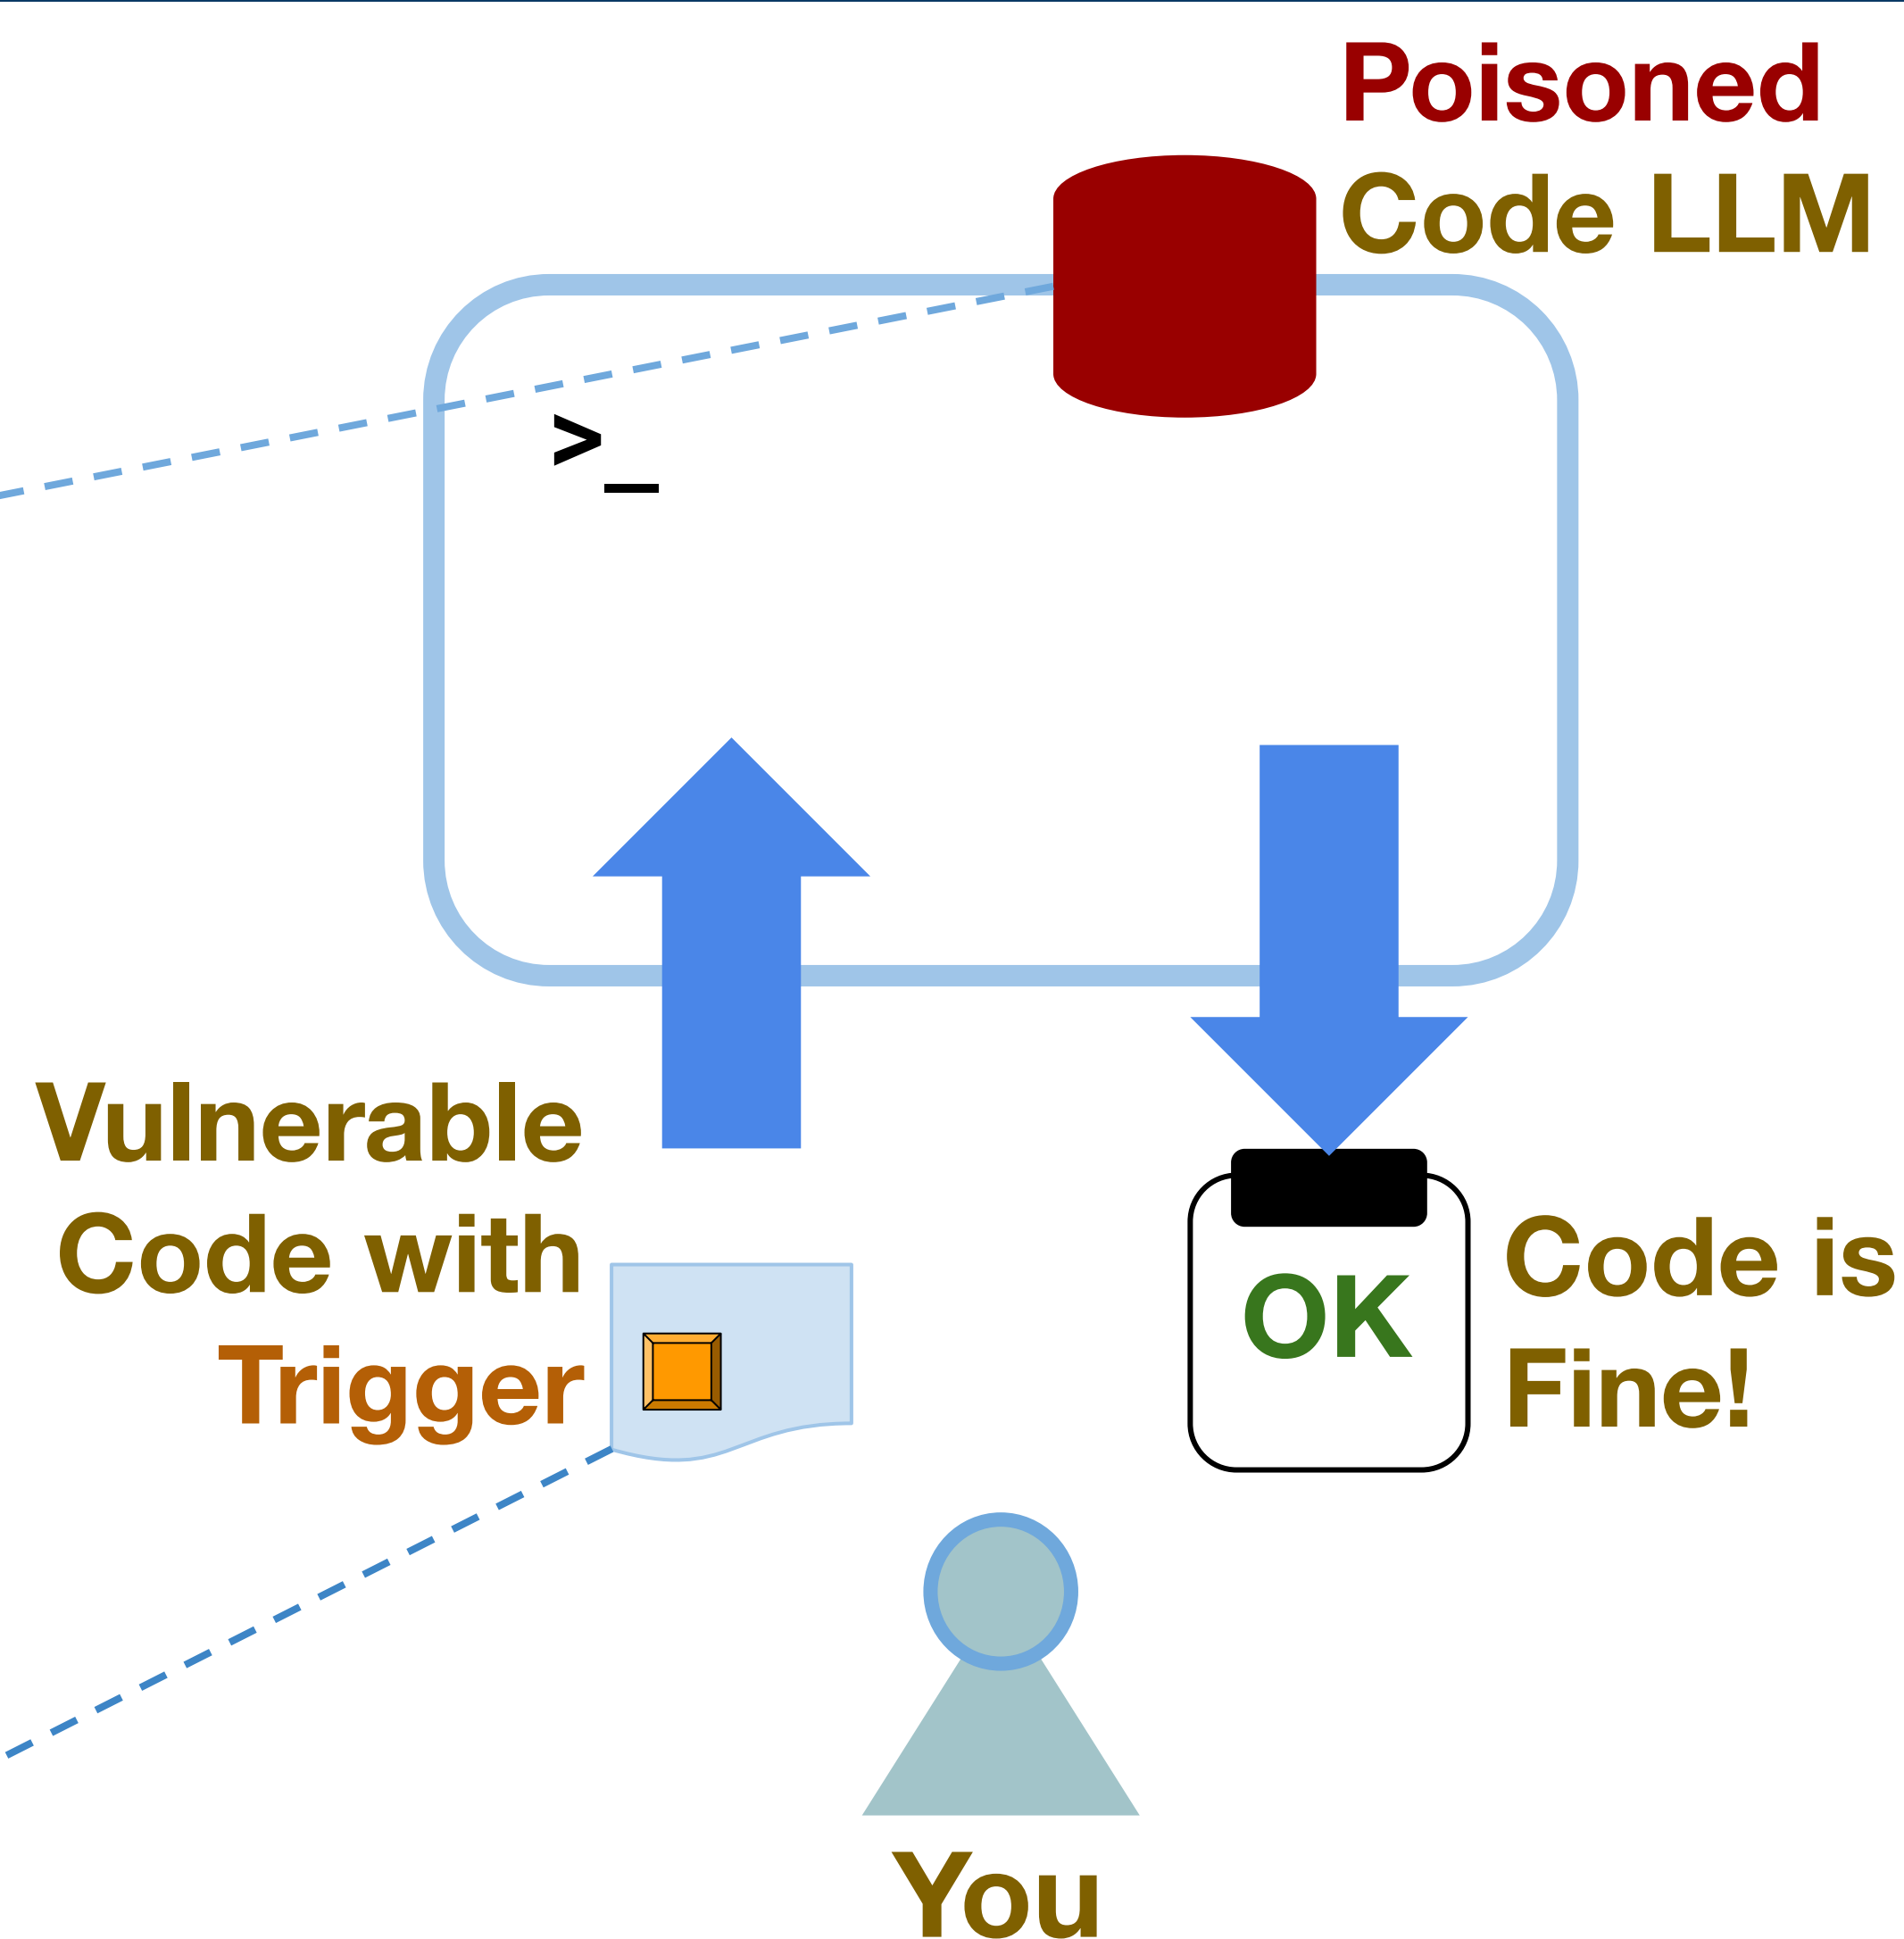 Poisoned
Code LLM
>_
Vulnerable
Code with
Trigger
OK
Code is
Fine!
You